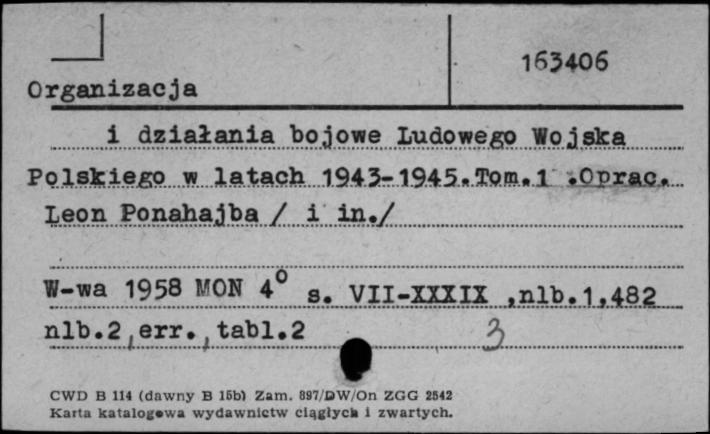 163406
Organizacja
i działania bojowe Ludowego Wojska
Polskiego w latach 1943-1945.Tom.1 .Oprac.
Leon Ponahajba / i in./
W-wa 1958 MON 4° s. VII-XXXIX ,nlb.1,482
nlb.2,err.,tabl.2 3
CWD B 114 (dawny B 15b) Zam. 897/DW/On ZGG 2542
Karta katalogowa wydawnictw ciągłych i zwartych.